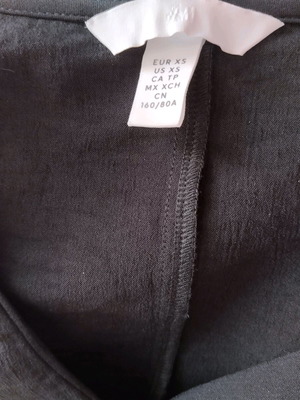 H&M
EUR XS
US XS
CA TP
MX XCH
CN
160/80A